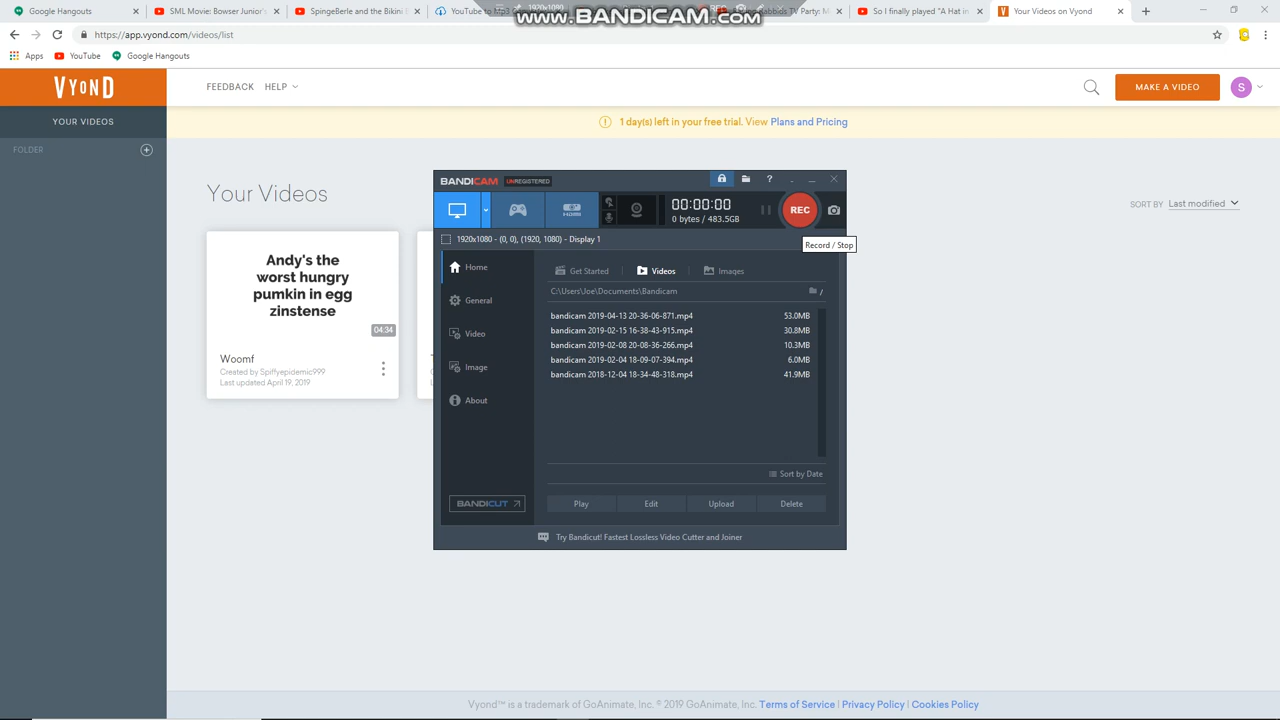 Google Hangouts
SML Movie: Bowser Junior's
SpingeBerle and the Bikini
YouTube to Mp3
abbids TV Party: M
So I finally played "A Hat in
Your Videos on Vyond
www.BANDICAM.com
https://app.vyond.com/videos/list
Apps
YouTube
Google Hangouts
VYOND
FEEDBACK
HELP
MAKE A VIDEO
S
YOUR VIDEOS
1 day(s) left in your free trial. View Plans and Pricing
FOLDER
Your Videos
SORT BY Last modified
Andy's the
worst hungry
pumkin in egg
zinstense
04:34
Woomf
Created by Spiffyepidemic999
Last updated April 19, 2019
BANDICAM UNREGISTERED
HDMI
00:00:00
0 bytes / 483.5GB
REC
1920x1080 - (0, 0), (1920, 1080) - Display 1
Record / Stop
Home
General
Video
Image
About
Get Started
Videos
Images
C:\Users\Joe\Documents\Bandicam
bandicam 2019-04-13 20-36-06-871.mp4 53.0MB
bandicam 2019-02-15 16-38-43-915.mp4 30.8MB
bandicam 2019-02-08 20-08-36-266.mp4 10.3MB
bandicam 2019-02-04 18-09-07-394.mp4 6.0MB
bandicam 2018-12-04 18-34-48-318.mp4 41.9MB
Sort by Date
BANDICUT
Play
Edit
Upload
Delete
Try Bandicut! Fastest Lossless Video Cutter and Joiner
Vyond™ is a trademark of GoAnimate, Inc. © 2019 GoAnimate, Inc. Terms of Service | Privacy Policy | Cookies Policy